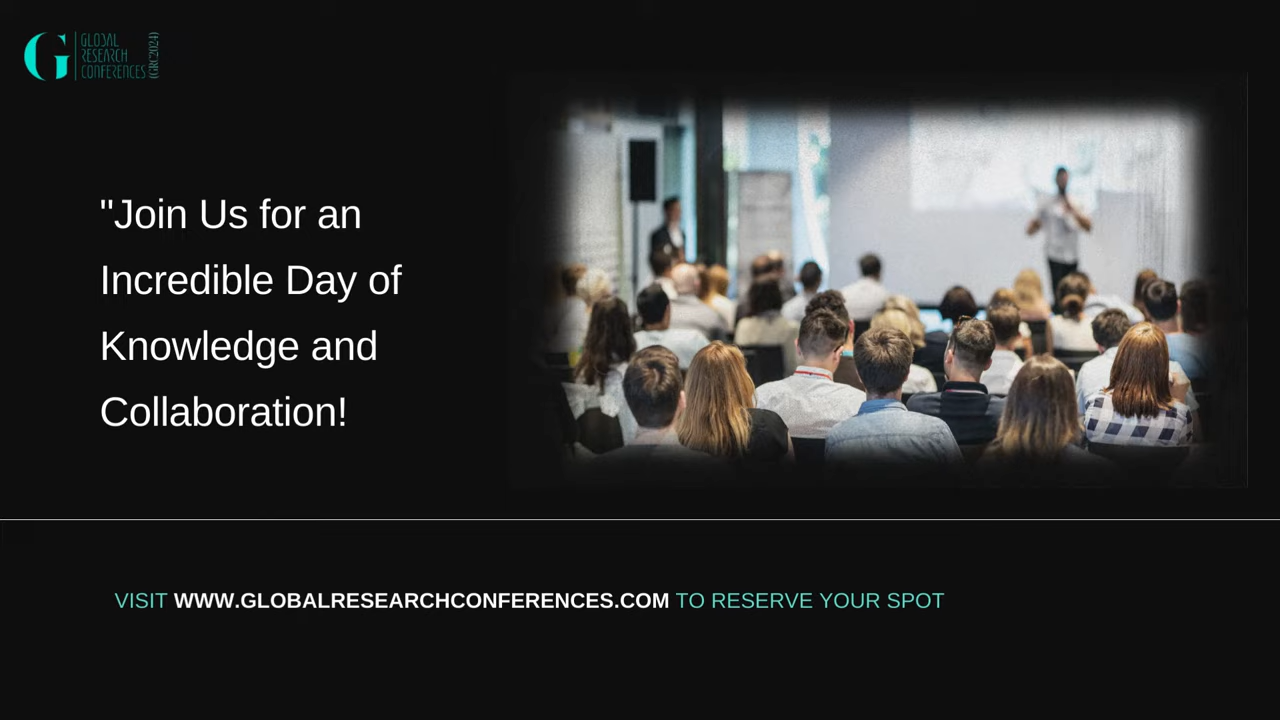 GLOBAL
RESEARCH
CONFERENCES
(GRC2024)
"Join Us for an
Incredible Day of
Knowledge and
Collaboration!
VISIT WWW.GLOBALRESEARCHCONFERENCES.COM TO RESERVE YOUR SPOT